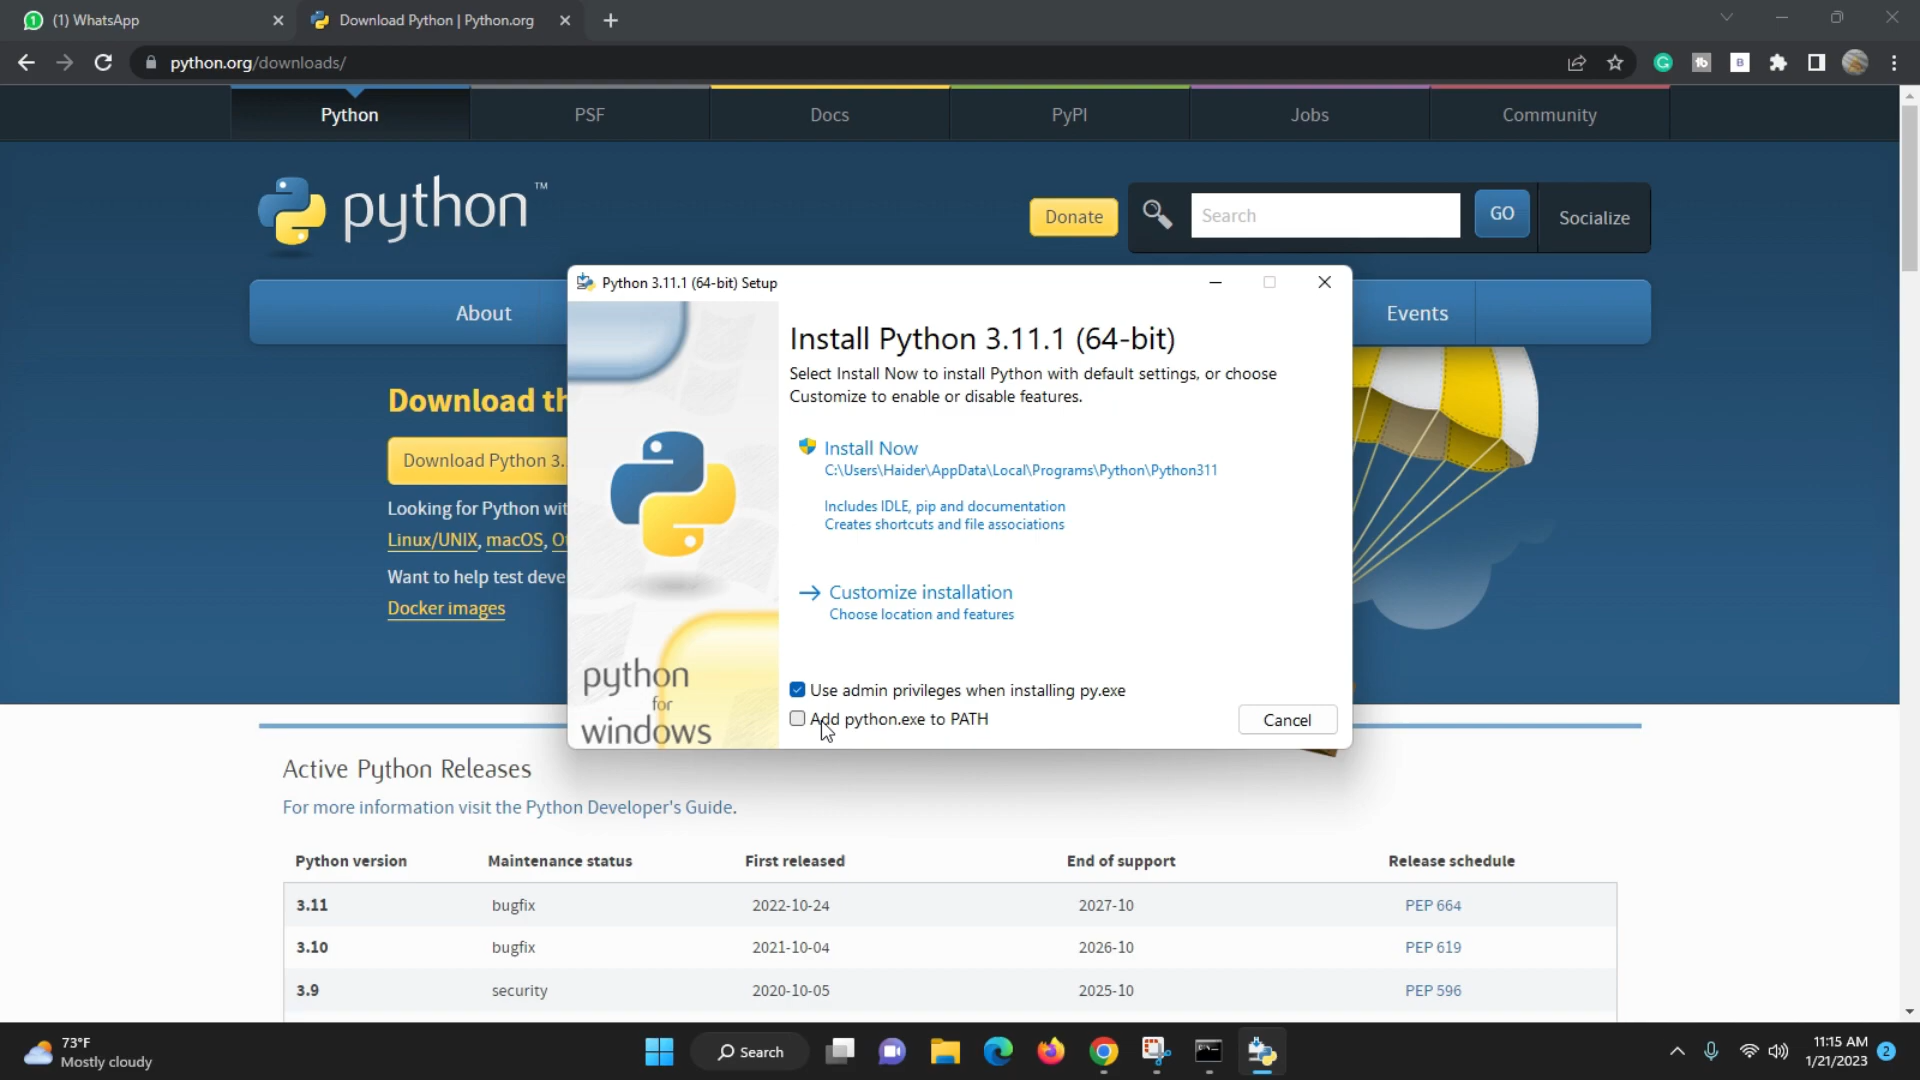 (1) WhatsApp
Download Python | Python.org
python.org/downloads/
Python
PSF
Docs
PyPI
Jobs
Community
python™
Donate
Search
GO
Socialize
About
Events
Python 3.11.1 (64-bit) Setup
Install Python 3.11.1 (64-bit)
Select Install Now to install Python with default settings, or choose
Customize to enable or disable features.
Install Now
C:\Users\Haider\AppData\Local\Programs\Python\Python311
Includes IDLE, pip and documentation
Creates shortcuts and file associations
Customize installation
Choose location and features
Use admin privileges when installing py.exe
Add python.exe to PATH
Cancel
python
for
windows
Download th
Download Python 3.
Looking for Python wit
Linux/UNIX, macOS, O
Want to help test deve
Docker images
Active Python Releases
For more information visit the Python Developer's Guide.
Python version Maintenance status First released End of support Release schedule
3.11 bugfix 2022-10-24 2027-10 PEP 664
3.10 bugfix 2021-10-04 2026-10 PEP 619
3.9 security 2020-10-05 2025-10 PEP 596
73°F
Mostly cloudy
Search
11:15 AM
1/21/2023
2